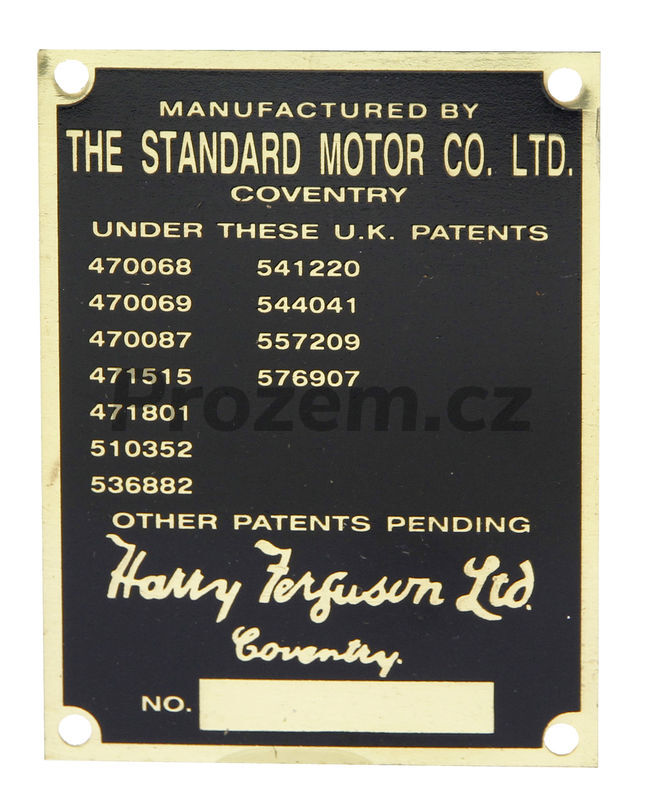 MANUFACTURED BY
THE STANDARD MOTOR CO. LTD.
COVENTRY
UNDER THESE U.K. PATENTS
470068 541220
470069 544041
470087 557209
471515 576907
Prozem.cz
471801
510352
536882
OTHER PATENTS PENDING
Harry Ferguson Ltd.
Coventry.
NO.